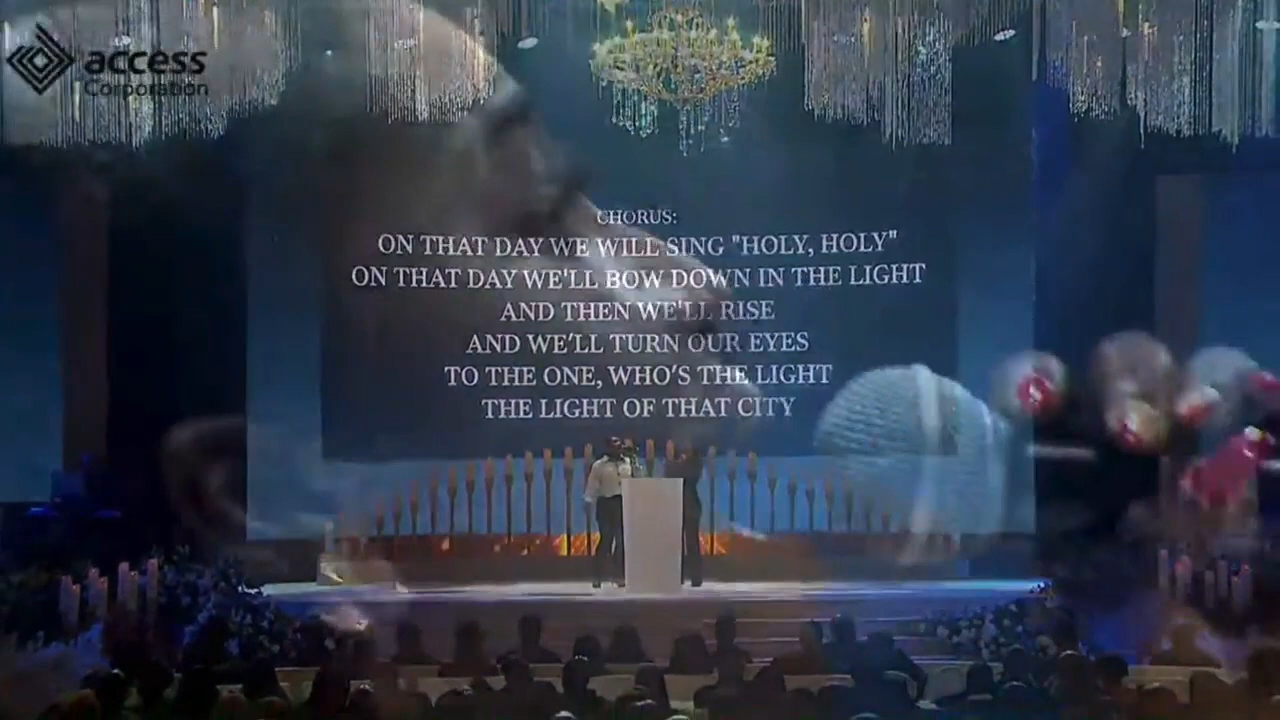 access
Corporation
CHORUS:
ON THAT DAY WE WILL SING "HOLY, HOLY"
ON THAT DAY WE'LL BOW DOWN IN THE LIGHT
AND THEN WE'LL RISE
AND WE'LL TURN OUR EYES
TO THE ONE, WHO'S THE LIGHT
THE LIGHT OF THAT CITY